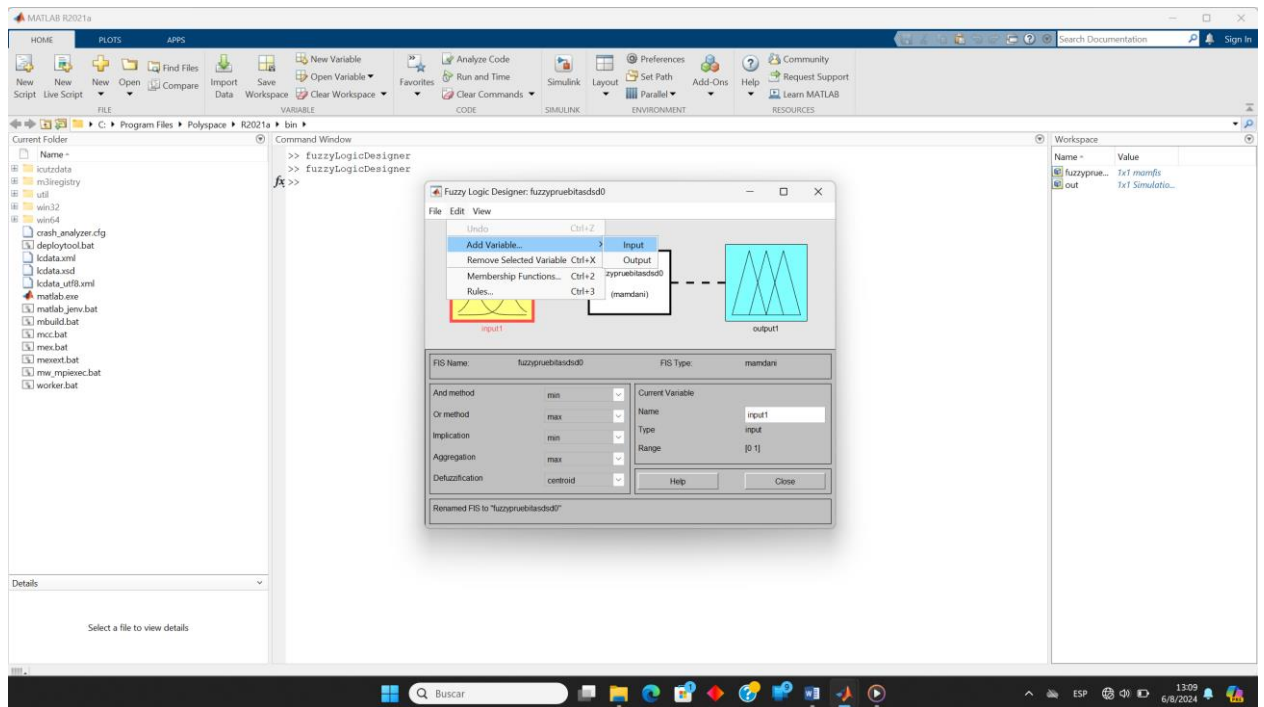 MATLAB R2021a
HOME PLOTS APPS
Search Documentation
Sign In
New Script
New Live Script
New
Open
Find Files
Compare
Import Data
Save Workspace
New Variable
Open Variable
Clear Workspace
Favorites
Analyze Code
Run and Time
Clear Commands
Simulink
Layout
Preferences
Set Path
Parallel
Add-Ons
Help
Community
Request Support
Learn MATLAB
FILE VARIABLE CODE SIMULINK ENVIRONMENT RESOURCES
C: Program Files Polyspace R2021a bin
Current Folder
Name
icutzdata
m3iregistry
util
win32
win64
crash_analyzer.cfg
deploytool.bat
lcdata.xml
lcdata.xsd
lcdata_utf8.xml
matlab.exe
matlab_jenv.bat
mbuild.bat
mcc.bat
mex.bat
mexext.bat
mw_mpiexec.bat
worker.bat
Details
Select a file to view details
Command Window
>> fuzzyLogicDesigner
>> fuzzyLogicDesigner
fx >>
Fuzzy Logic Designer: fuzzypruebitasdsd0
File Edit View
Undo Ctrl+Z
Add Variable... >
Remove Selected Variable Ctrl+X
Membership Functions... Ctrl+2
Rules... Ctrl+3
Input
Output
zypruebitasdsd0
(mamdani)
input1
output1
FIS Name: fuzzypruebitasdsd0 FIS Type: mamdani
And method min
Or method max
Implication min
Aggregation max
Defuzzification centroid
Current Variable
Name input1
Type input
Range [0 1]
Help Close
Renamed FIS to "fuzzypruebitasdsd0"
Workspace
Name Value
fuzzyprue... 1x1 mamfis
out 1x1 Simulatio...
Buscar
ESP
13:09
6/8/2024